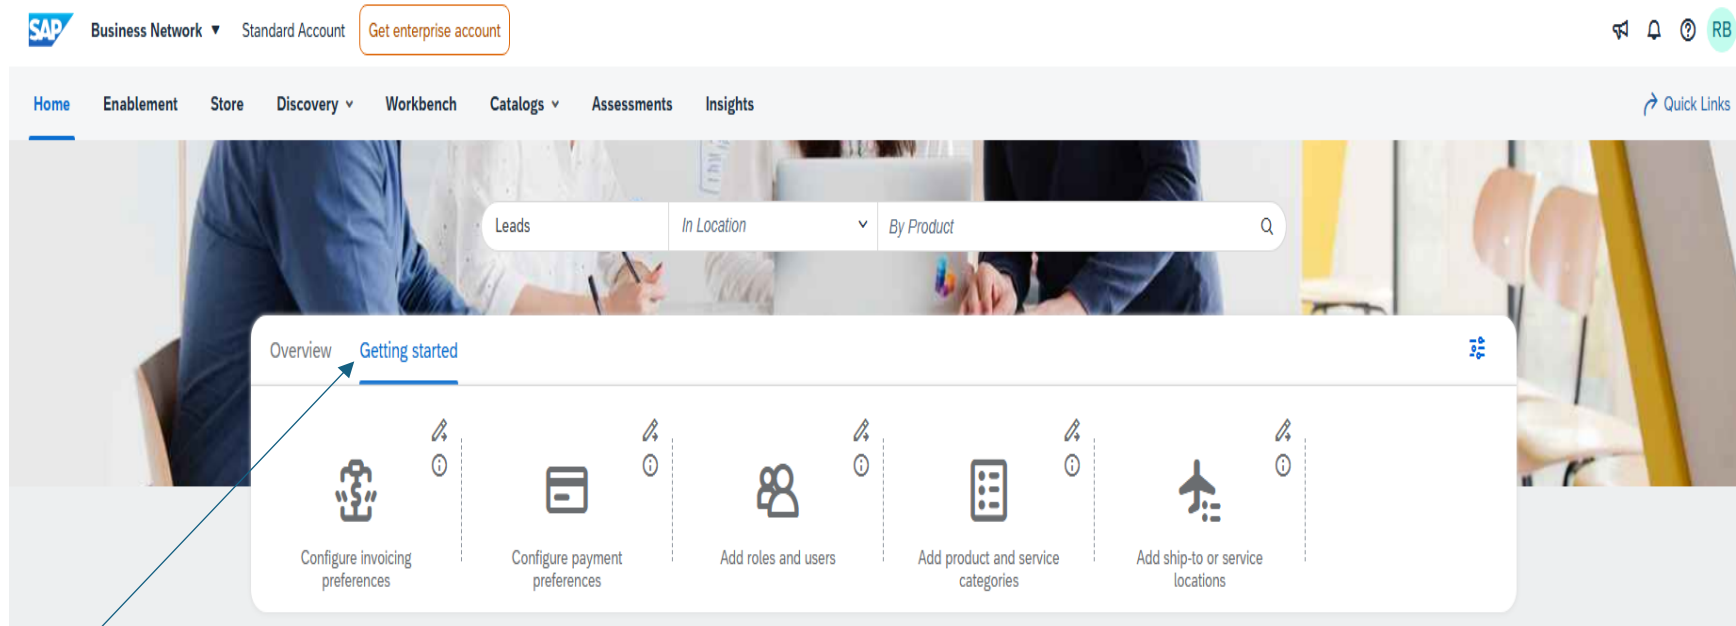 SAP Business Network ▼ Standard Account Get enterprise account RB
Home Enablement Store Discovery Workbench Catalogs Assessments Insights Quick Links
Leads In Location By Product
Overview Getting started
Configure invoicing
preferences
Configure payment
preferences
Add roles and users
Add product and service
categories
Add ship-to or service
locations